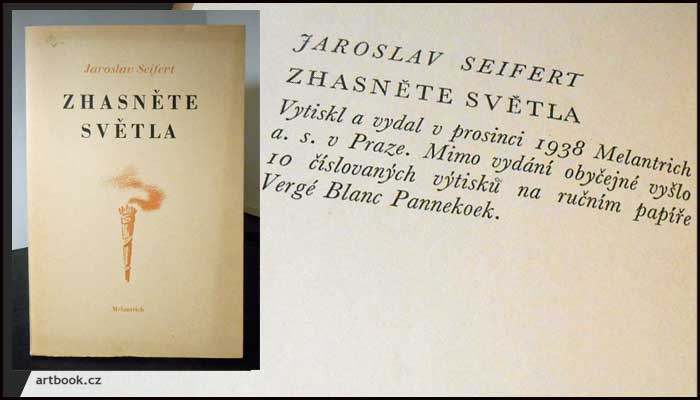 Jaroslav Seifert
ZHASNĚTE
SVĚTLA
Melantrich
artbook.cz
JAROSLAV SEIFERT
ZHASNĚTE SVĚTLA
Vytiskl a vydal v prosinci 1938 Melantrich
a. s. v Praze. Mimo vydání obyčejné vyšlo
10 číslovaných výtisků na ručním papíře
Vergé Blanc Pannekoek.